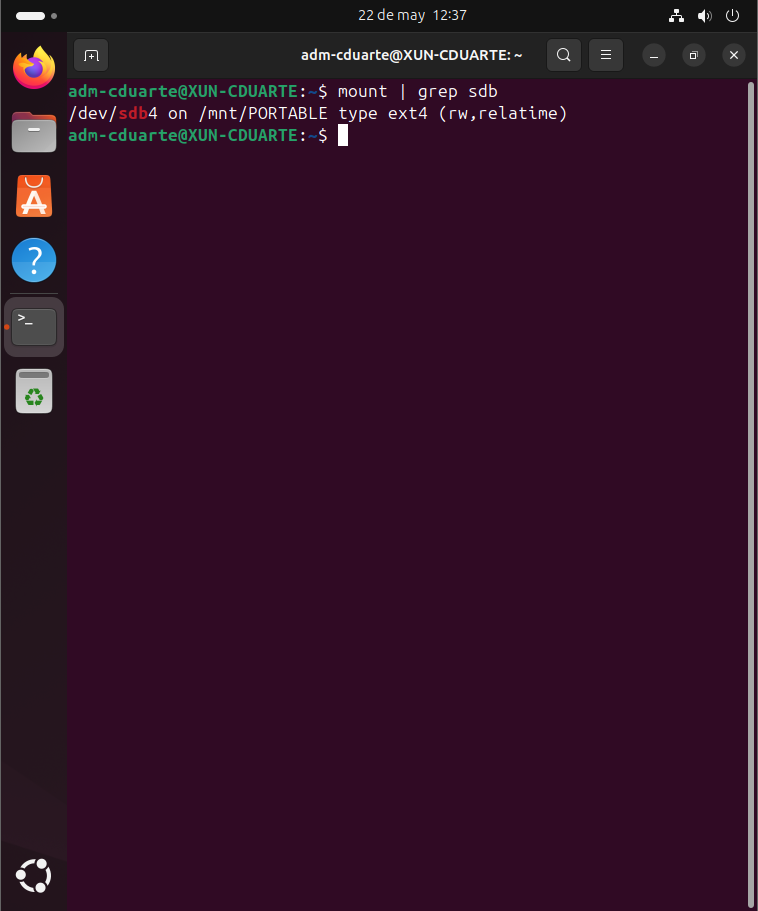 22 de may 12:37
adm-cduarte@XUN-CDUARTE: ~
adm-cduarte@XUN-CDUARTE:~$ mount | grep sdb
/dev/sdb4 on /mnt/PORTABLE type ext4 (rw,relatime)
adm-cduarte@XUN-CDUARTE:~$